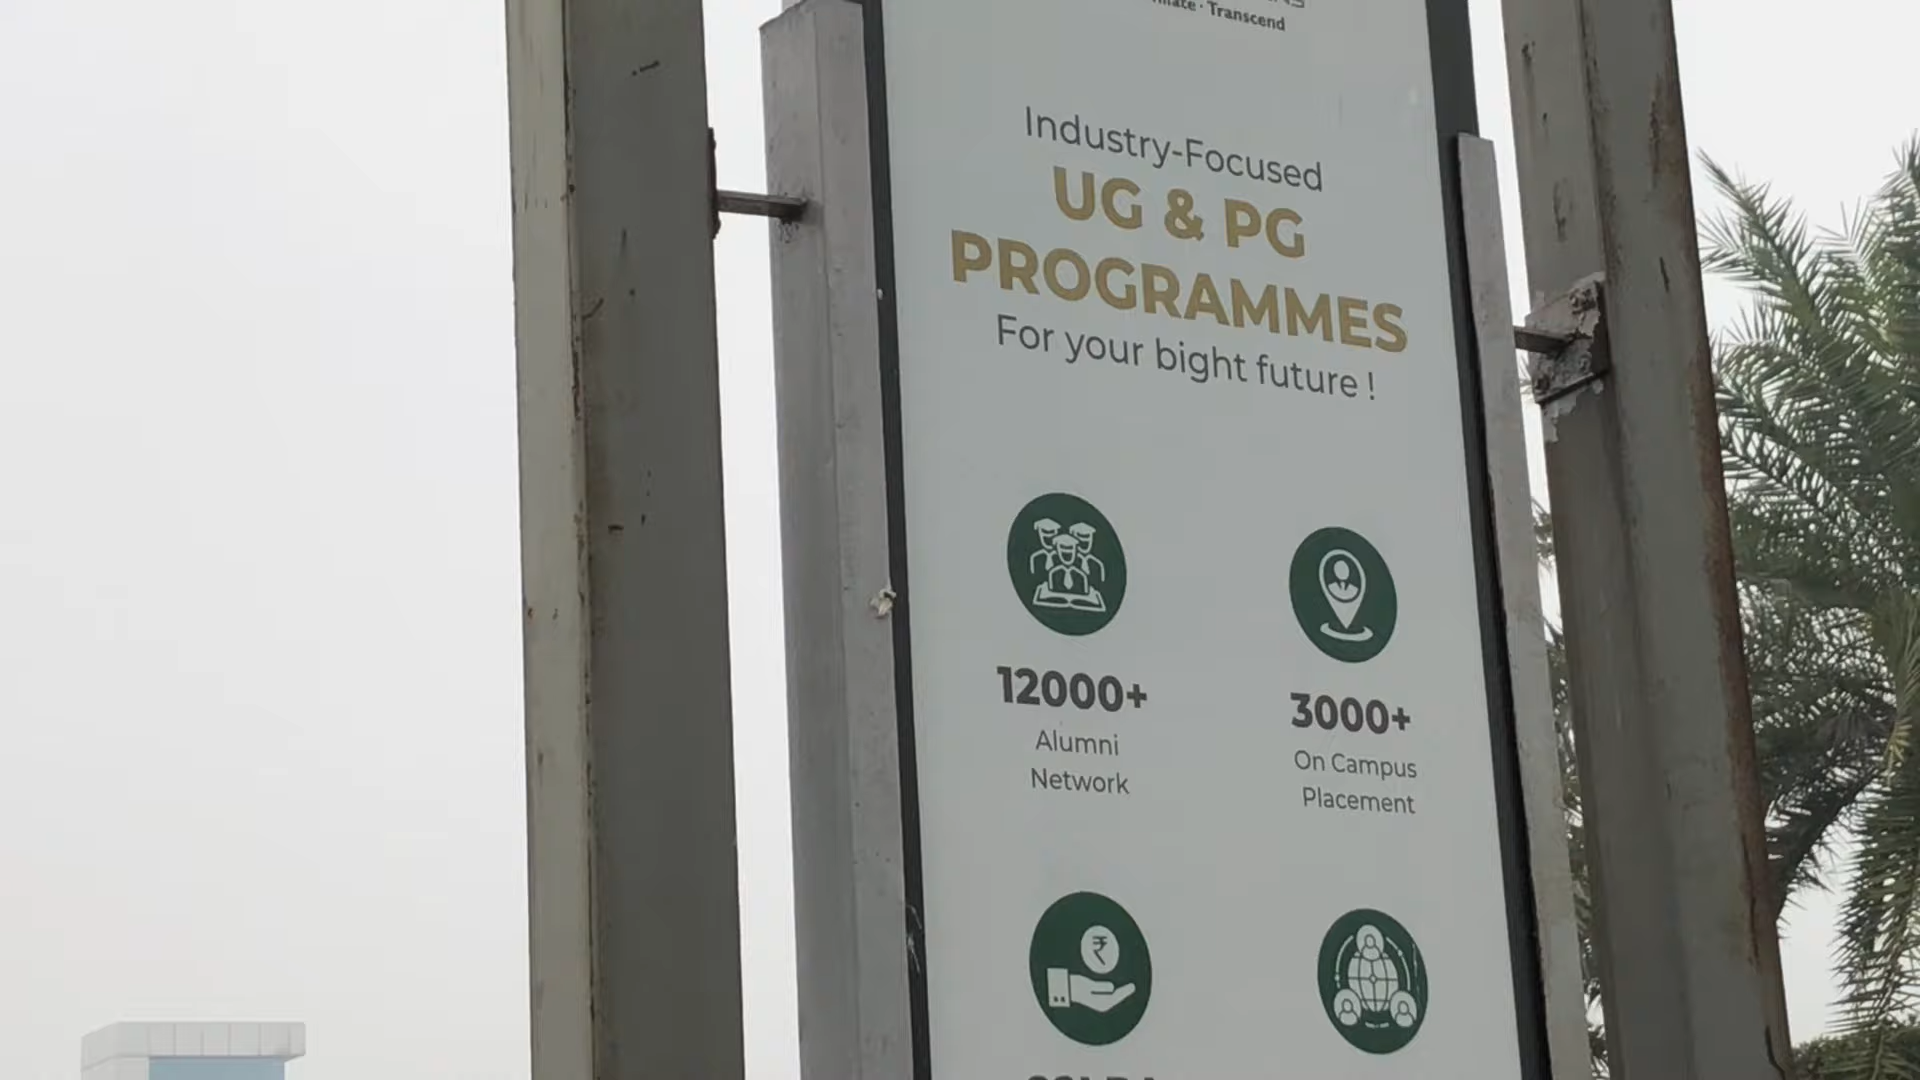 · Transcend
Industry-Focused
UG & PG
PROGRAMMES
For your bight future !
12000+
Alumni
Network
3000+
On Campus
Placement
₹